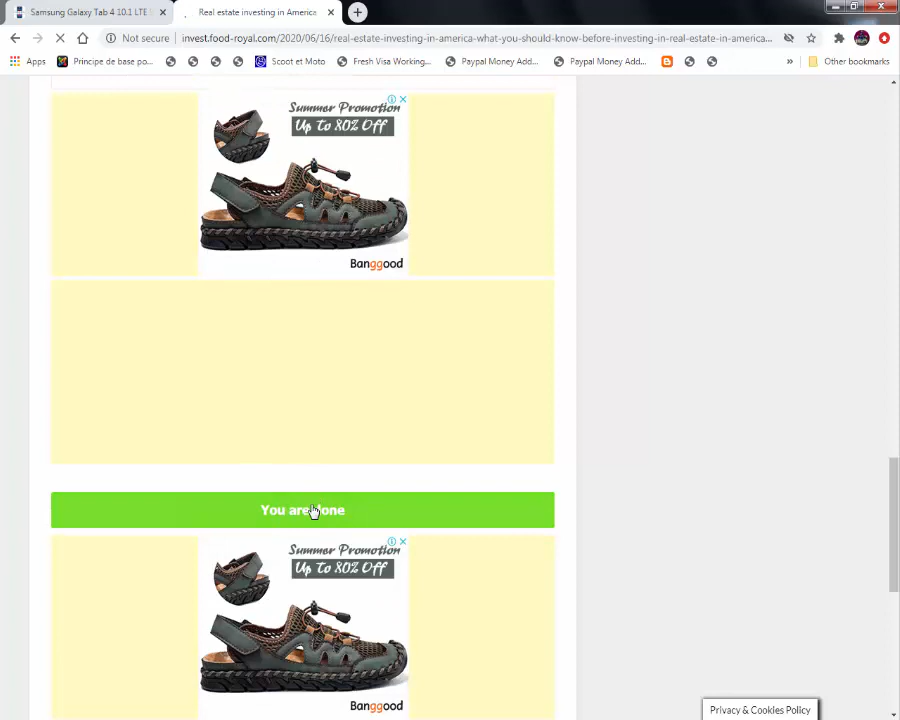 Samsung Galaxy Tab 4 10.1 LTE
Real estate investing in America
Not secure
invest.food-royal.com/2020/06/16/real-estate-investing-in-america-what-you-should-know-before-investing-in-real-estate-in-america...
Apps
Principe de base po...
Scoot et Moto
Fresh Visa Working...
Paypal Money Add...
Paypal Money Add...
»
Other bookmarks
Summer Promotion
Up To 80% Off
Banggood
You are done
Summer Promotion
Up To 80% Off
Banggood
Privacy & Cookies Policy